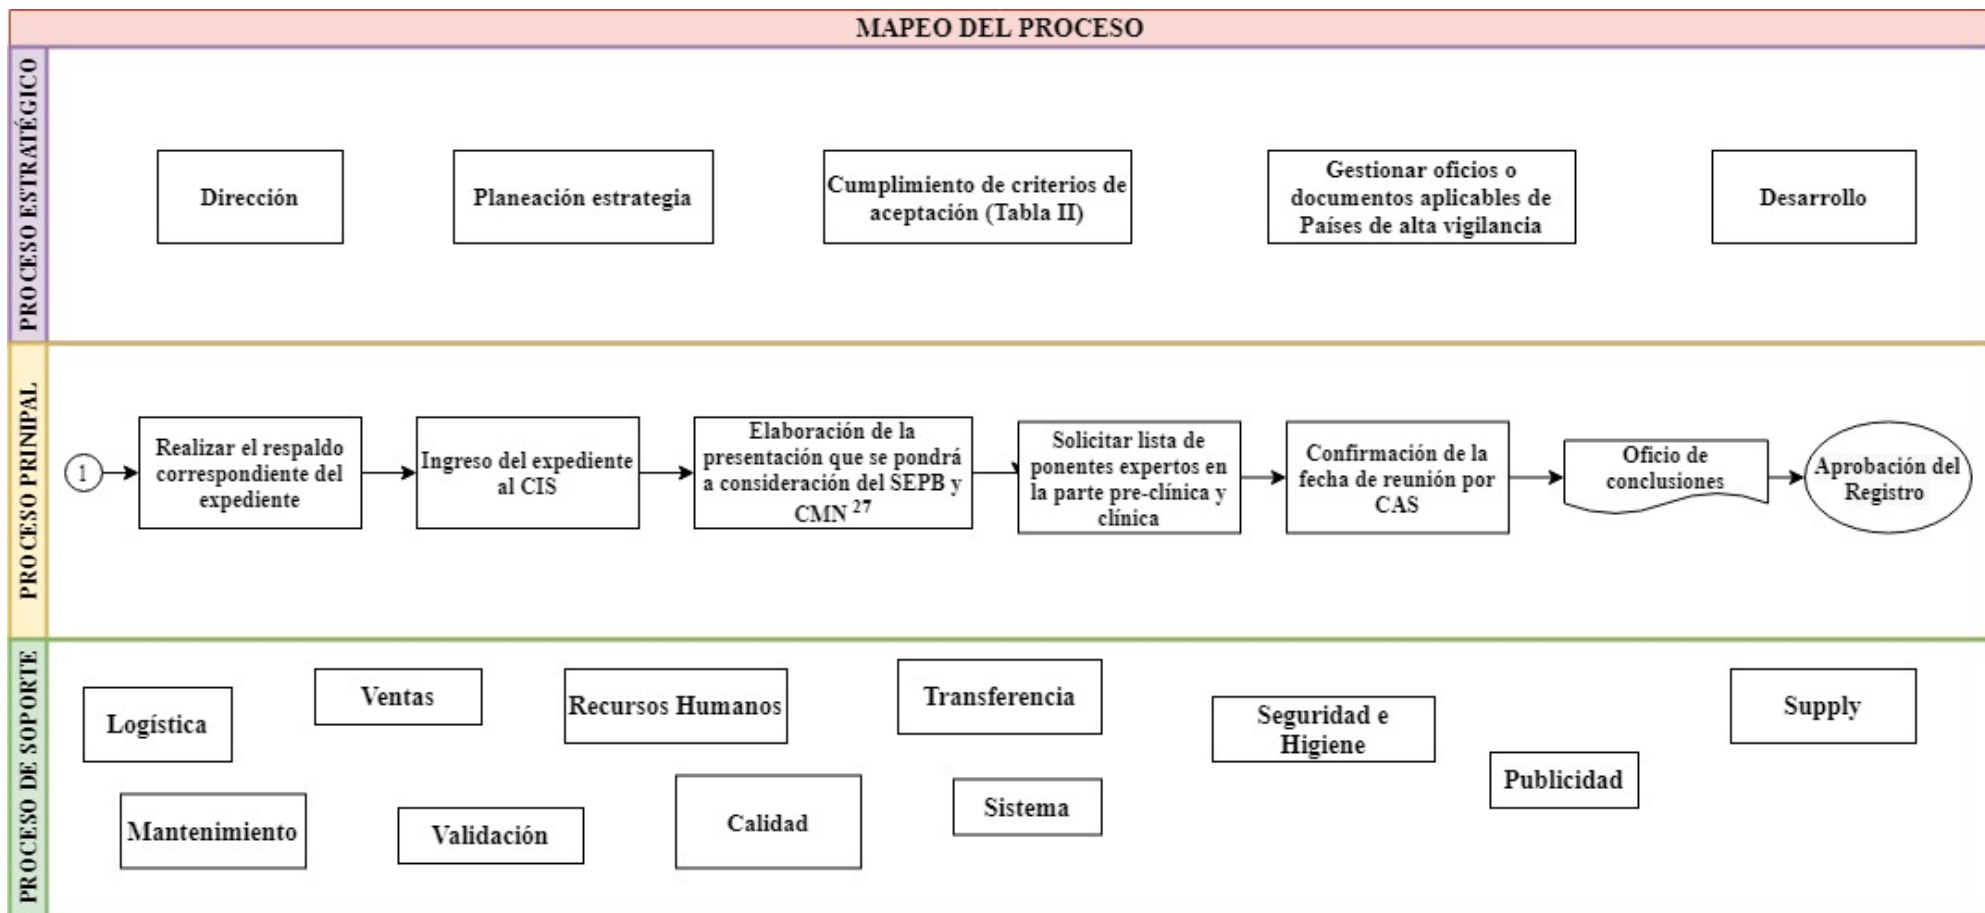 MAPEO DEL PROCESO
PROCESO ESTRATÉGICO
Dirección
Planeación estrategia
Cumplimiento de criterios de
aceptación (Tabla II)
Gestionar oficios o
documentos aplicables de
Países de alta vigilancia
Desarrollo
PROCESO PRINIPAL
1
Realizar el respaldo
correspondiente del
expediente
Ingreso del expediente
al CIS
Elaboración de la
presentación que se pondrá
a consideración del SEPB y
CMN 27
Solicitar lista de
ponentes expertos en
la parte pre-clínica y
clínica
Confirmación de la
fecha de reunión por
CAS
Oficio de
conclusiones
Aprobación del
Registro
PROCESO DE SOPORTE
Logística
Ventas
Recursos Humanos
Transferencia
Seguridad e
Higiene
Supply
Mantenimiento
Validación
Calidad
Sistema
Publicidad